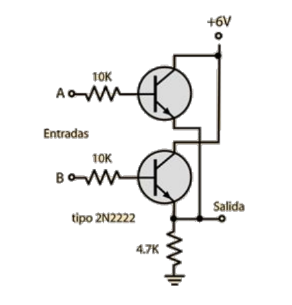 +6V
10K
A
Entradas
10K
B
Salida
tipo 2N2222
4.7K